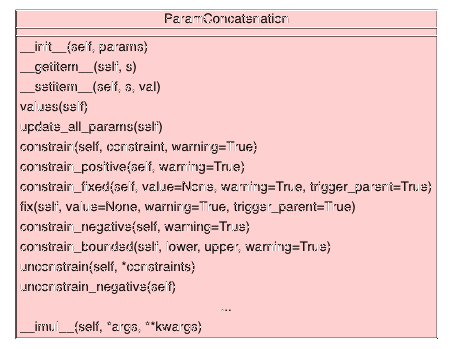 ParamConcatenation
__init__(self, params)
__getitem__(self, s)
__setitem__(self, s, val)
values(self)
update_all_params(self)
constrain(self, constraint, warning=True)
constrain_positive(self, warning=True)
constrain_fixed(self, value=None, warning=True, trigger_parent=True)
fix(self, value=None, warning=True, trigger_parent=True)
constrain_negative(self, warning=True)
constrain_bounded(self, lower, upper, warning=True)
unconstrain(self, *constraints)
unconstrain_negative(self)
...
__imul__(self, *args, **kwargs)